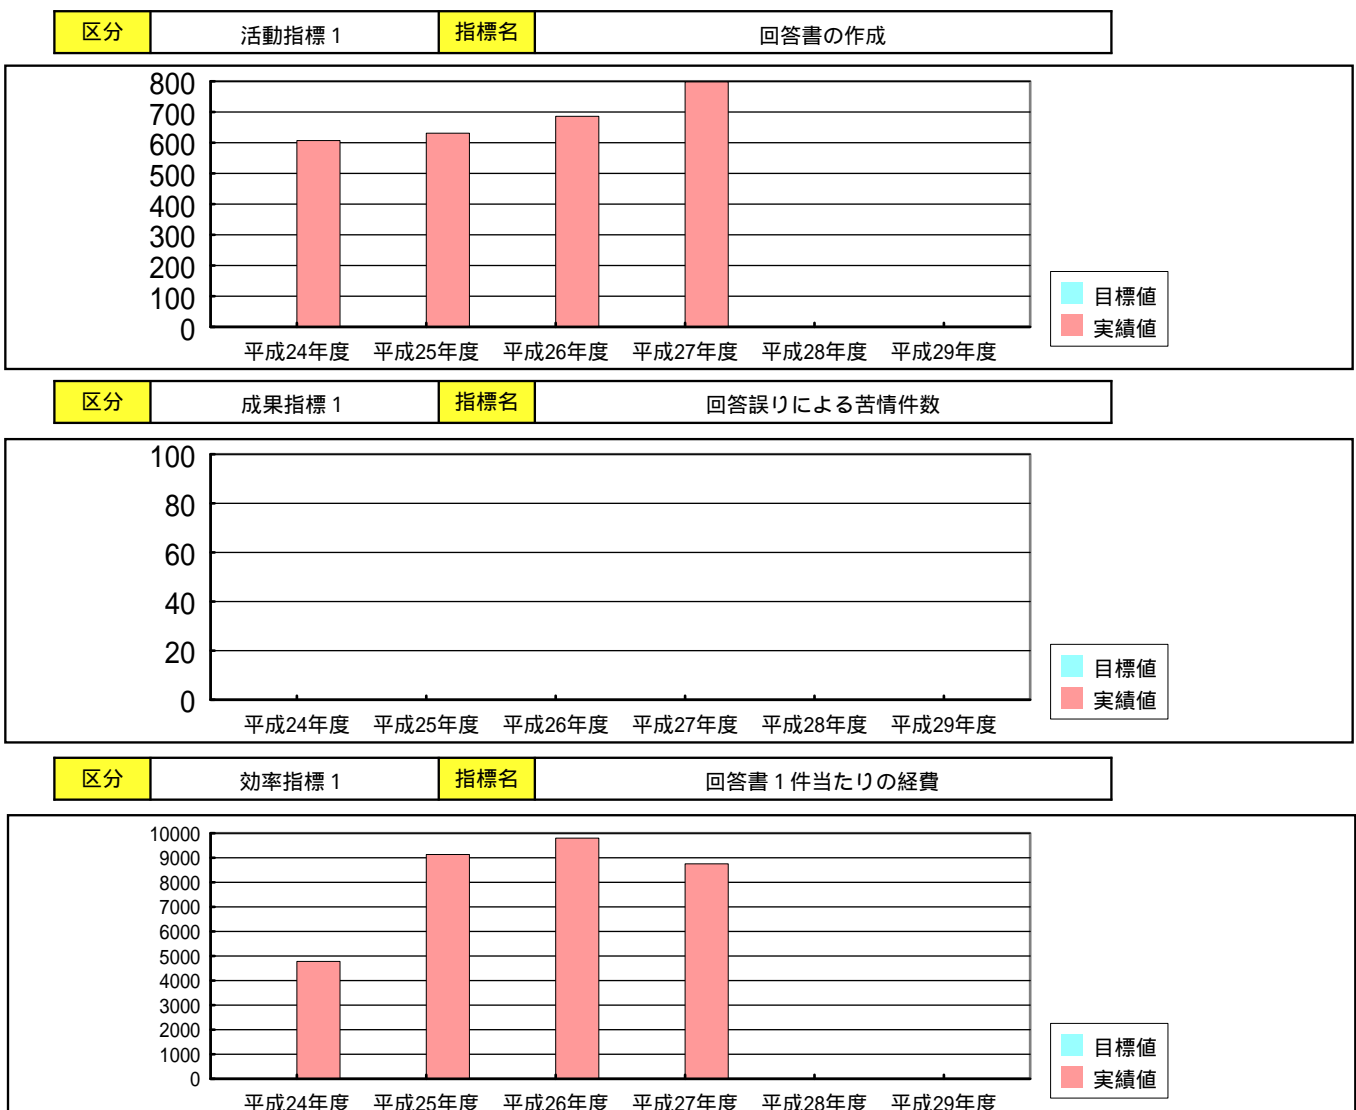 区分 活動指標１ 指標名 回答書の作成
800
700
600
500
400
300
200
100
0
平成24年度 平成25年度 平成26年度 平成27年度 平成28年度 平成29年度
目標値
実績値
区分 成果指標１ 指標名 回答誤りによる苦情件数
100
80
60
40
20
0
平成24年度 平成25年度 平成26年度 平成27年度 平成28年度 平成29年度
目標値
実績値
区分 効率指標１ 指標名 回答書１件当たりの経費
10000
9000
8000
7000
6000
5000
4000
3000
2000
1000
0
平成24年度 平成25年度 平成26年度 平成27年度 平成28年度 平成29年度
目標値
実績値